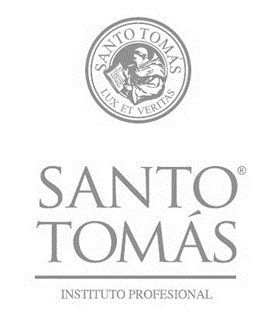 SANTO TOMÁS
LUX ET VERITAS
SANTO®
TOMÁS
INSTITUTO PROFESIONAL